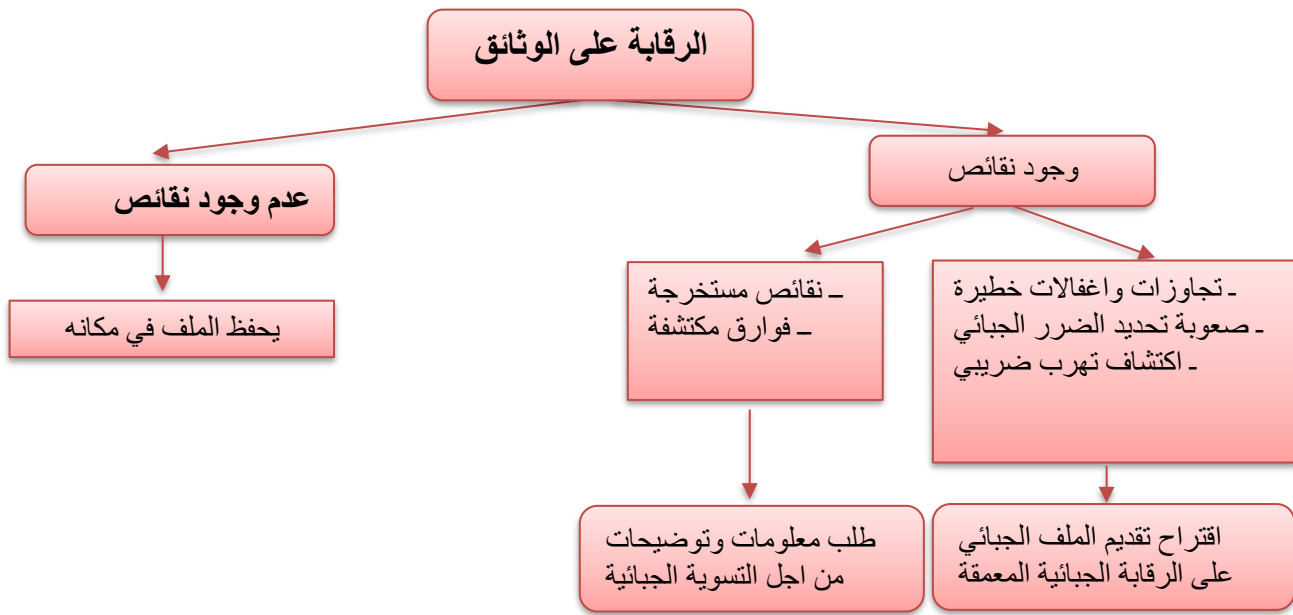 الرقابة على الوثائق
وجود نقائص
عدم وجود نقائص
ـ تجاوزات واغفالات خطيرة
ـ صعوبة تحديد الضرر الجبائي
ـ اكتشاف تهرب ضريبي
ــ نقائص مستخرجة
ــ فوارق مكتشفة
يحفظ الملف في مكانه
اقتراح تقديم الملف الجبائي
على الرقابة الجبائية المعمقة
طلب معلومات وتوضيحات
من اجل التسوية الجبائية